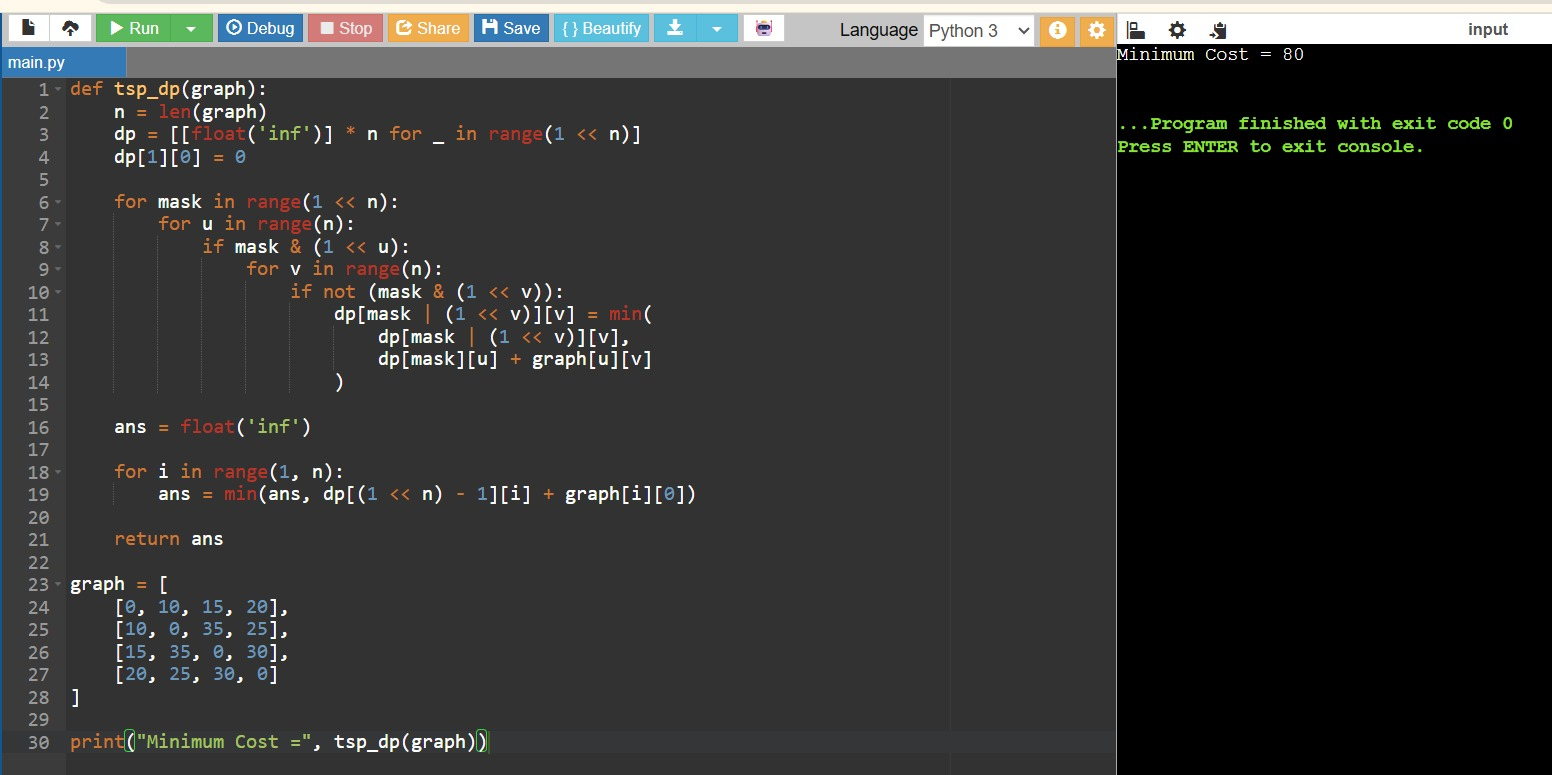 Run Debug Stop Share Save { } Beautify Language Python 3 input
main.py
1 def tsp_dp(graph):
2     n = len(graph)
3     dp = [[float('inf')] * n for _ in range(1 << n)]
4     dp[1][0] = 0
5
6     for mask in range(1 << n):
7         for u in range(n):
8             if mask & (1 << u):
9                 for v in range(n):
10                     if not (mask & (1 << v)):
11                         dp[mask | (1 << v)][v] = min(
12                             dp[mask | (1 << v)][v],
13                             dp[mask][u] + graph[u][v]
14                         )
15
16     ans = float('inf')
17
18     for i in range(1, n):
19         ans = min(ans, dp[(1 << n) - 1][i] + graph[i][0])
20
21     return ans
22
23 graph = [
24     [0, 10, 15, 20],
25     [10, 0, 35, 25],
26     [15, 35, 0, 30],
27     [20, 25, 30, 0]
28 ]
29
30 print("Minimum Cost =", tsp_dp(graph))
Minimum Cost = 80
...Program finished with exit code 0
Press ENTER to exit console.